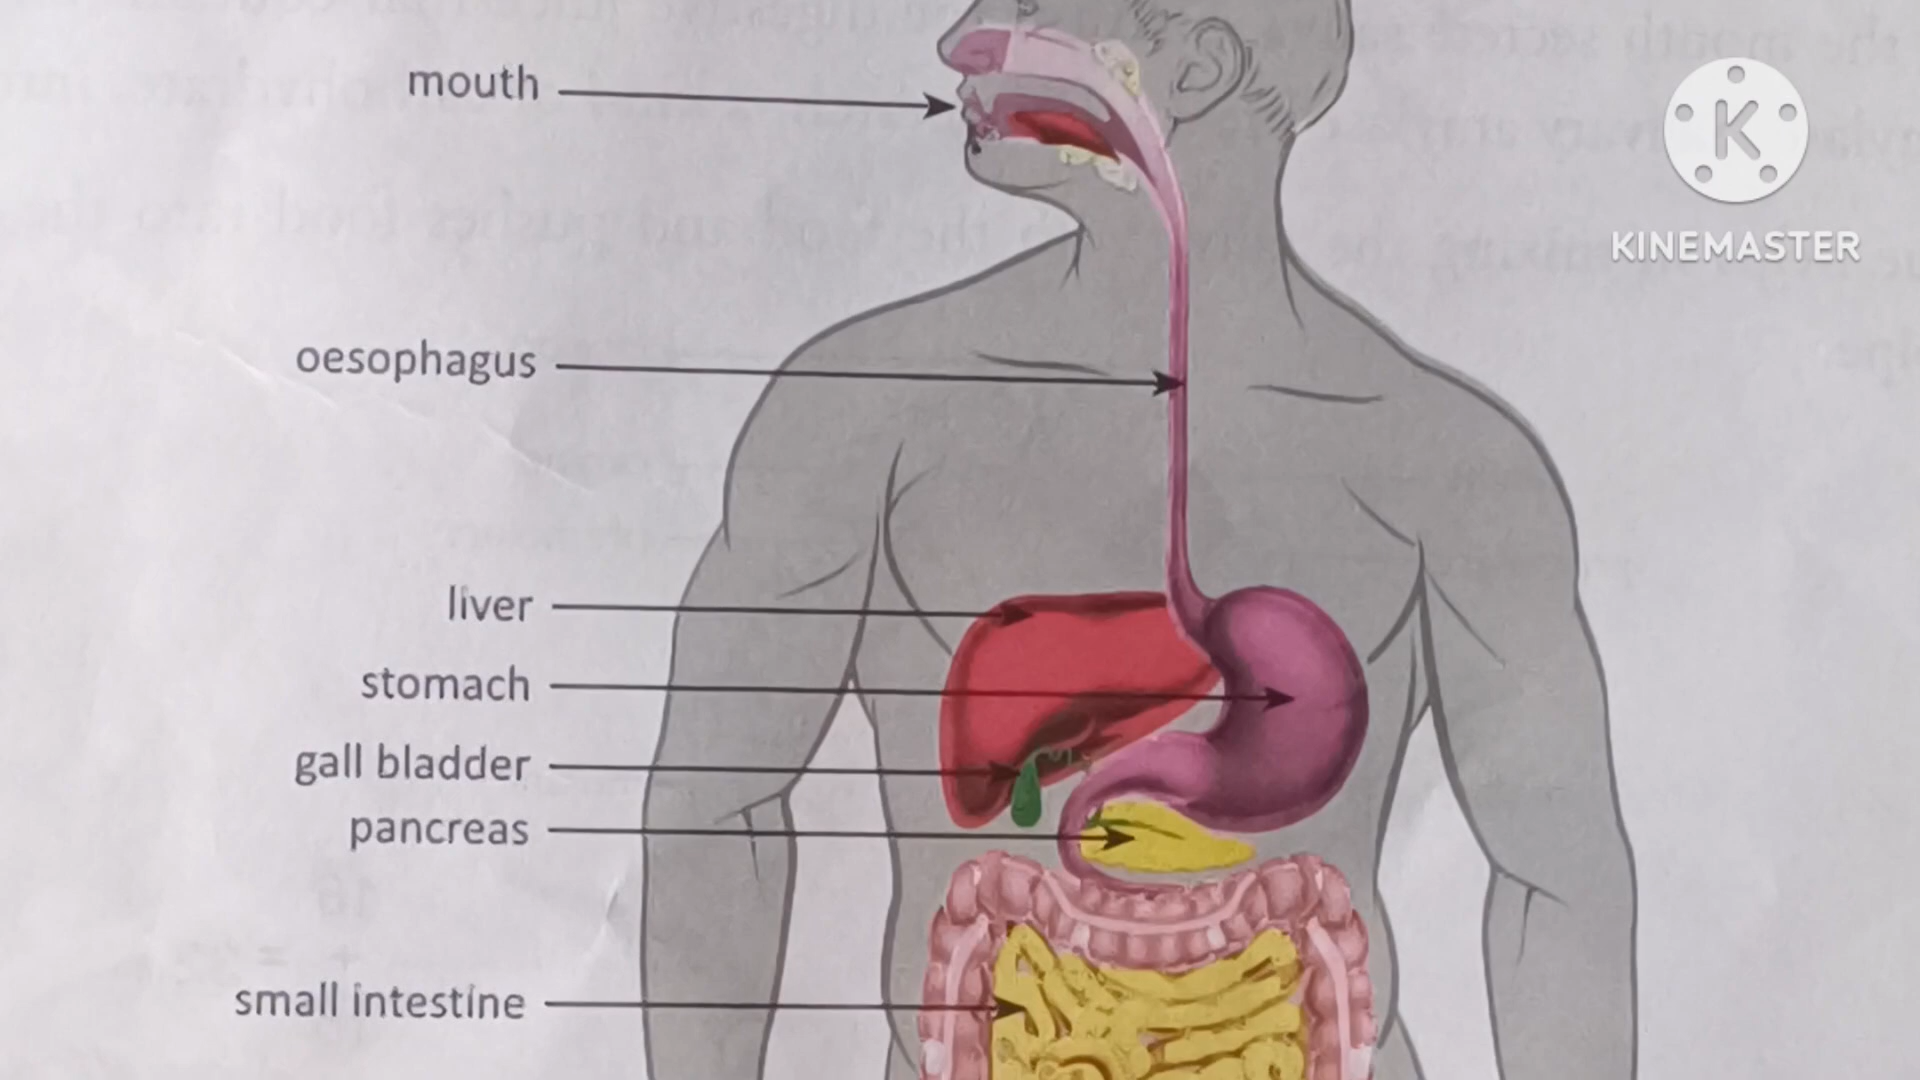 mouth
K
KINEMASTER
oesophagus
liver
stomach
gall bladder
pancreas
small intestine